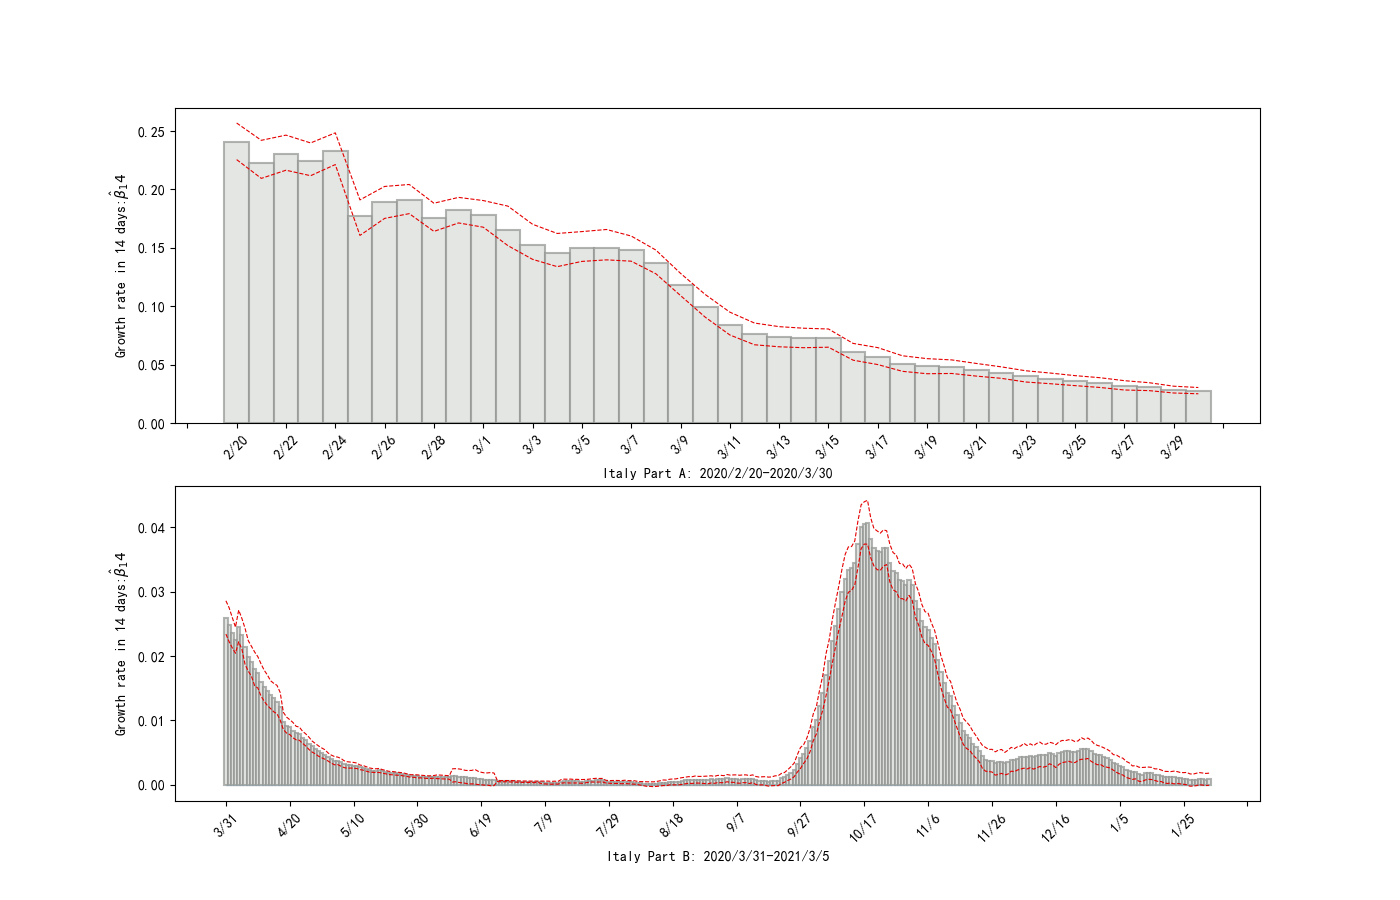 0.25
0.20
0.15
0.10
0.05
0.00
Growth rate in 14 days:β̂₁4
2/20 2/22 2/24 2/26 2/28 3/1 3/3 3/5 3/7 3/9 3/11 3/13 3/15 3/17 3/19 3/21 3/23 3/25 3/27 3/29
Italy Part A: 2020/2/20-2020/3/30
0.04
0.03
0.02
0.01
0.00
Growth rate in 14 days:β̂₁4
3/31 4/20 5/10 5/30 6/19 7/9 7/29 8/18 9/7 9/27 10/17 11/6 11/26 12/16 1/5 1/25
Italy Part B: 2020/3/31-2021/3/5